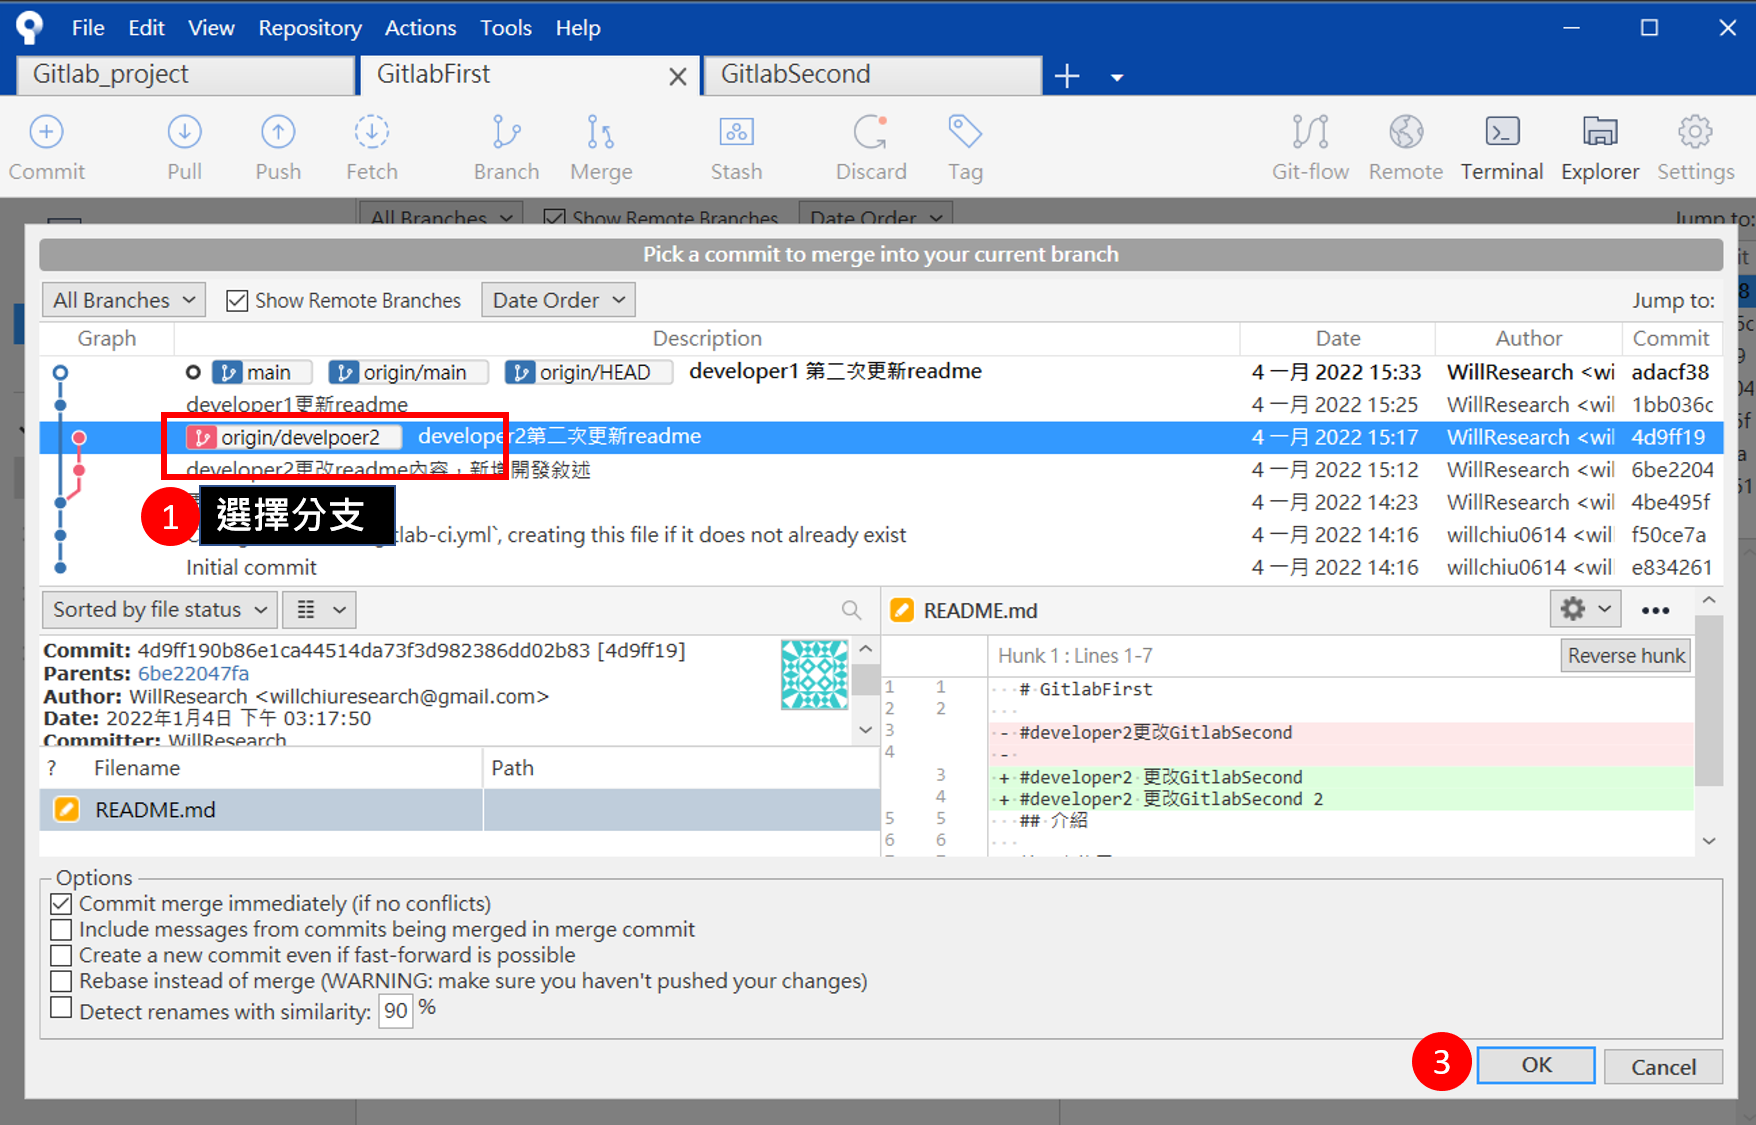 File Edit View Repository Actions Tools Help
Gitlab_project GitlabFirst GitlabSecond
Commit Pull Push Fetch Branch Merge Stash Discard Tag Git-flow Remote Terminal Explorer Settings
All Branches Show Remote Branches Date Order Jump to:
Pick a commit to merge into your current branch
All Branches Show Remote Branches Date Order Jump to:
Graph Description Date Author Commit
main origin/main origin/HEAD developer1 第二次更新readme 4 一月 2022 15:33 WillResearch <wi adacf38
developer1更新readme 4 一月 2022 15:25 WillResearch <wil 1bb036c
origin/develpoer2 developer2第二次更新readme 4 一月 2022 15:17 WillResearch <wil 4d9ff19
developer2更改readme內容，新增開發敘述 4 一月 2022 15:12 WillResearch <wil 6be2204
4 一月 2022 14:23 WillResearch <wil 4be495f
1 選擇分支
lab-ci.yml`, creating this file if it does not already exist 4 一月 2022 14:16 willchiu0614 <wil f50ce7a
Initial commit 4 一月 2022 14:16 willchiu0614 <wil e834261
Sorted by file status
README.md
Commit: 4d9ff190b86e1ca44514da73f3d982386dd02b83 [4d9ff19]
Parents: 6be22047fa
Author: WillResearch <willchiuresearch@gmail.com>
Date: 2022年1月4日 下午 03:17:50
Committer: WillResearch
Hunk 1 : Lines 1-7 Reverse hunk
1 1 # GitlabFirst
2 2
3 - #developer2更改GitlabSecond
4 -
3 + #developer2 更改GitlabSecond
4 + #developer2 更改GitlabSecond 2
5 5 ## 介紹
6 6
? Filename Path
README.md
Options
Commit merge immediately (if no conflicts)
Include messages from commits being merged in merge commit
Create a new commit even if fast-forward is possible
Rebase instead of merge (WARNING: make sure you haven't pushed your changes)
Detect renames with similarity: 90 %
3 OK Cancel